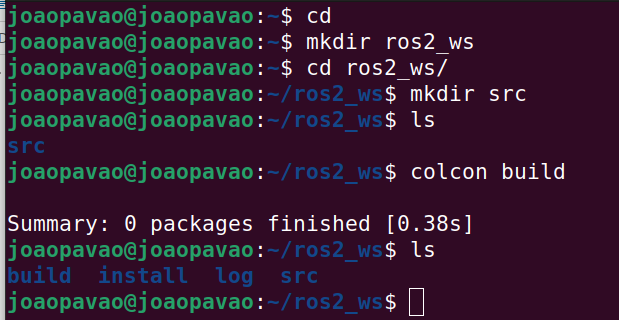 joaopavao@joaopavao:~$ cd
joaopavao@joaopavao:~$ mkdir ros2_ws
joaopavao@joaopavao:~$ cd ros2_ws/
joaopavao@joaopavao:~/ros2_ws$ mkdir src
joaopavao@joaopavao:~/ros2_ws$ ls
src
joaopavao@joaopavao:~/ros2_ws$ colcon build
Summary: 0 packages finished [0.38s]
joaopavao@joaopavao:~/ros2_ws$ ls
build  install  log  src
joaopavao@joaopavao:~/ros2_ws$